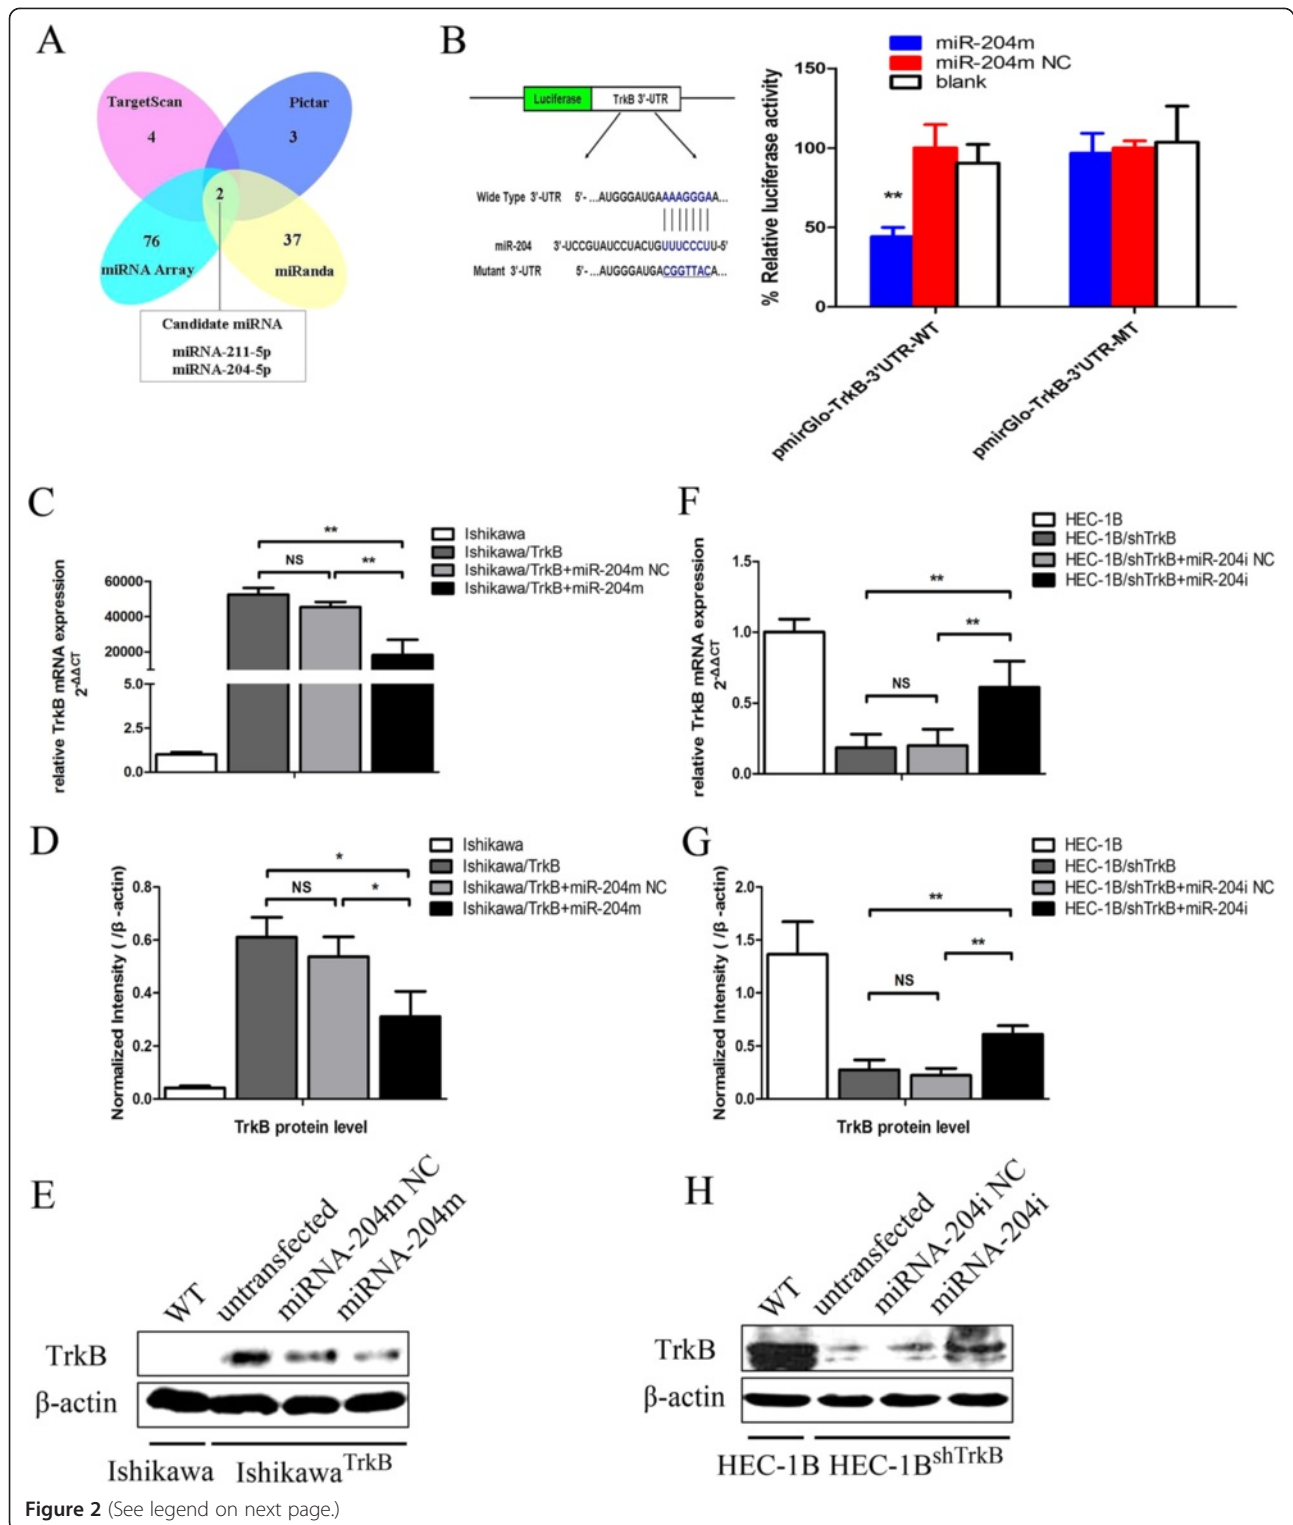 A
TargetScan
4
Pictar
3
2
76
miRNA Array
37
miRanda
Candidate miRNA
miRNA-211-5p
miRNA-204-5p
B
Luciferase TrkB 3'-UTR
Wide Type 3'-UTR 5'- ...AUGGGAUGAAAAGGGAA...
miR-204 3'-UCCGUAUCCUACUGUUUCCCUU-5'
Mutant 3'-UTR 5'- ...AUGGGAUGACGGTTACA...
miR-204m
miR-204m NC
blank
% Relative luciferase activity
150
100
50
0
**
pmirGlo-TrkB-3'UTR-WT
pmirGlo-TrkB-3'UTR-MT
C
Ishikawa
Ishikawa/TrkB
Ishikawa/TrkB+miR-204m NC
Ishikawa/TrkB+miR-204m
**
NS
**
relative TrkB mRNA expression
2-ΔΔCT
60000
40000
20000
5.0
2.5
0.0
F
HEC-1B
HEC-1B/shTrkB
HEC-1B/shTrkB+miR-204i NC
HEC-1B/shTrkB+miR-204i
**
**
NS
relative TrkB mRNA expression
2-ΔΔCT
1.5
1.0
0.5
0.0
D
Ishikawa
Ishikawa/TrkB
Ishikawa/TrkB+miR-204m NC
Ishikawa/TrkB+miR-204m
*
NS
*
Normalized Intensity ( /β -actin)
0.8
0.6
0.4
0.2
0.0
TrkB protein level
G
HEC-1B
HEC-1B/shTrkB
HEC-1B/shTrkB+miR-204i NC
HEC-1B/shTrkB+miR-204i
**
**
NS
Normalized Intensity ( /β -actin)
2.0
1.5
1.0
0.5
0.0
TrkB protein level
E
WT
untransfected
miRNA-204m NC
miRNA-204m
TrkB
β-actin
Ishikawa IshikawaTrkB
H
WT
untransfected
miRNA-204i NC
miRNA-204i
TrkB
β-actin
HEC-1B HEC-1BshTrkB
Figure 2 (See legend on next page.)